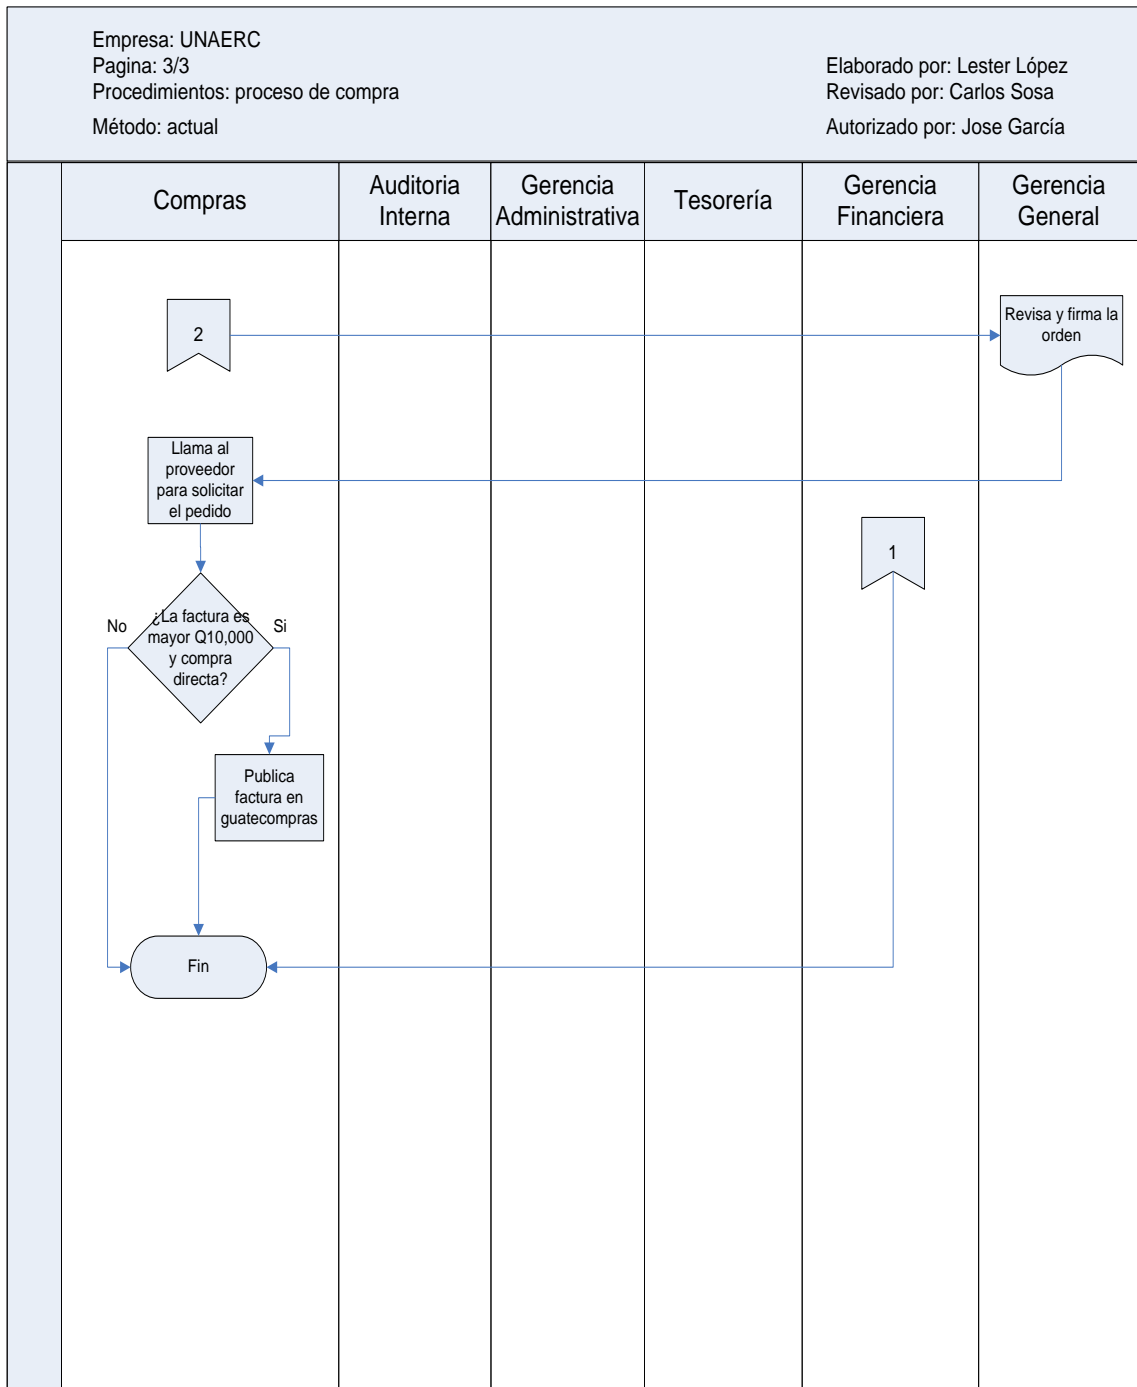 Empresa: UNAERC
Pagina: 3/3
Procedimientos: proceso de compra
Método: actual
Elaborado por: Lester López
Revisado por: Carlos Sosa
Autorizado por: Jose García
Compras
Auditoria
Interna
Gerencia
Administrativa
Tesorería
Gerencia
Financiera
Gerencia
General
2
Revisa y firma la
orden
Llama al
proveedor
para solicitar
el pedido
1
¿La factura es
mayor Q10,000
y compra
directa?
No
Si
Publica
factura en
guatecompras
Fin